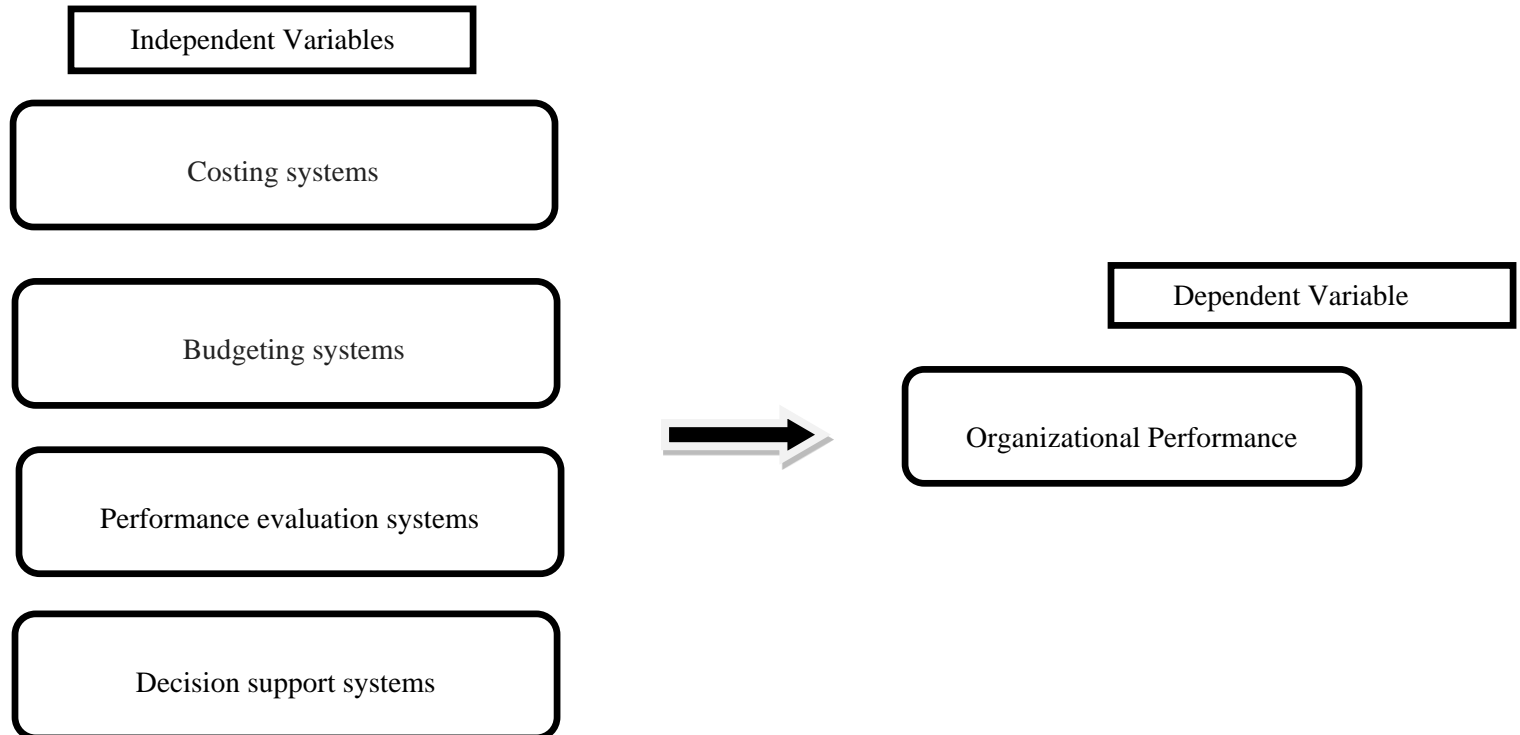 Independent Variables
Costing systems
Budgeting systems
Performance evaluation systems
Decision support systems
Dependent Variable
Organizational Performance